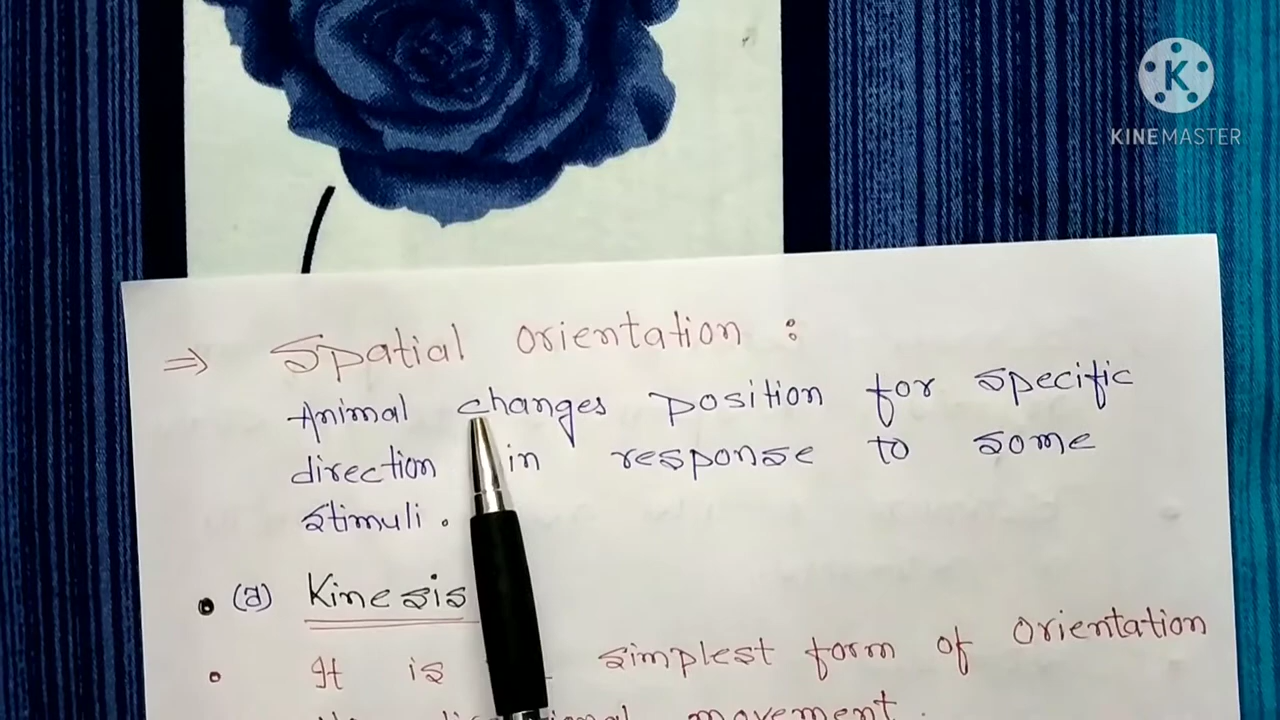 KINEMASTER
⇒ Spatial orientation :
Animal changes position for specific
direction in response to some
stimuli.
• (a) Kinesis
• It is simplest form of orientation
movement.